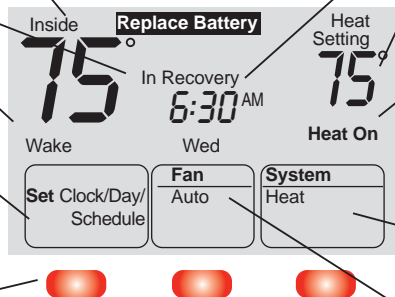 Inside
Replace Battery
Heat
Setting
75°
In Recovery
75°
6:30 AM
Heat On
Wake
Wed
Set Clock/Day/
Schedule
Fan
Auto
System
Heat